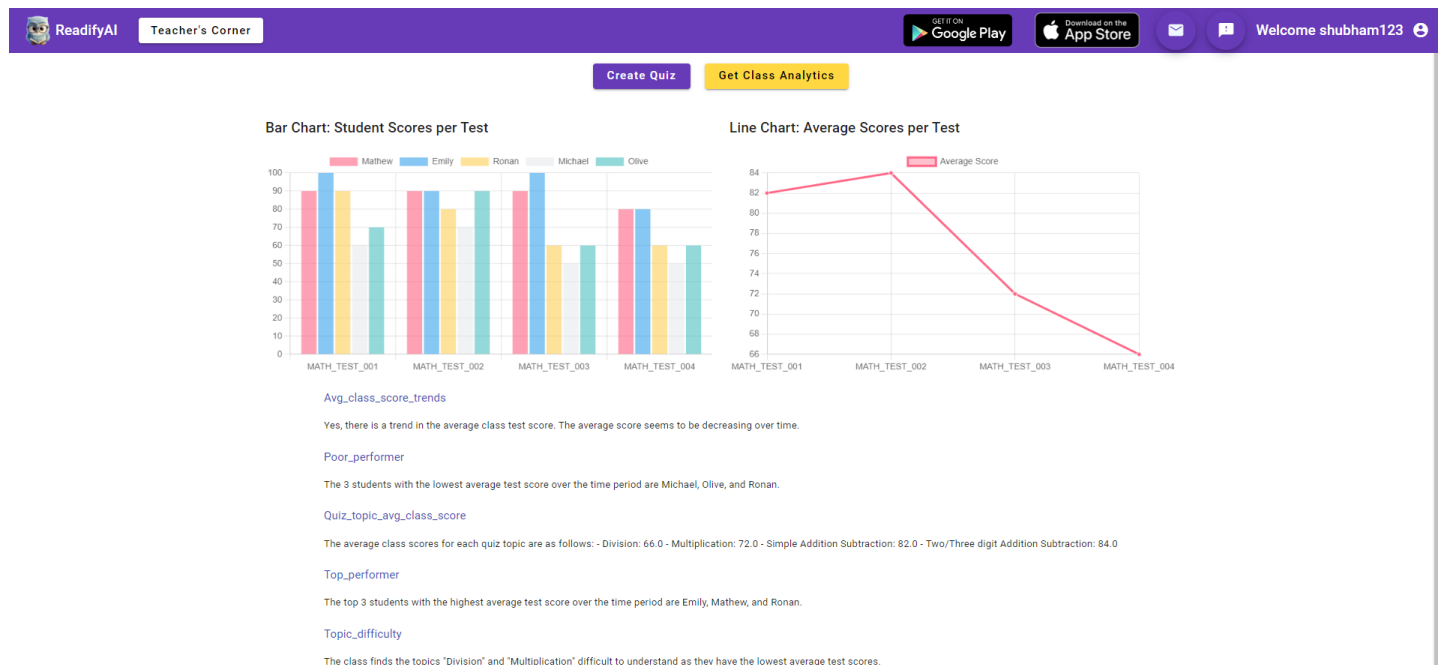 ReadifyAI
Teacher's Corner
GET IT ON
Google Play
Download on the
App Store
Welcome shubham123
Create Quiz
Get Class Analytics
Bar Chart: Student Scores per Test
Mathew Emily Ronan Michael Olive
100
90
80
70
60
50
40
30
20
10
0
MATH_TEST_001 MATH_TEST_002 MATH_TEST_003 MATH_TEST_004
Line Chart: Average Scores per Test
Average Score
84
82
80
78
76
74
72
70
68
66
MATH_TEST_001 MATH_TEST_002 MATH_TEST_003 MATH_TEST_004
Avg_class_score_trends
Yes, there is a trend in the average class test score. The average score seems to be decreasing over time.
Poor_performer
The 3 students with the lowest average test score over the time period are Michael, Olive, and Ronan.
Quiz_topic_avg_class_score
The average class scores for each quiz topic are as follows: - Division: 66.0 - Multiplication: 72.0 - Simple Addition Subtraction: 82.0 - Two/Three digit Addition Subtraction: 84.0
Top_performer
The top 3 students with the highest average test score over the time period are Emily, Mathew, and Ronan.
Topic_difficulty
The class finds the topics "Division" and "Multiplication" difficult to understand as they have the lowest average test scores.